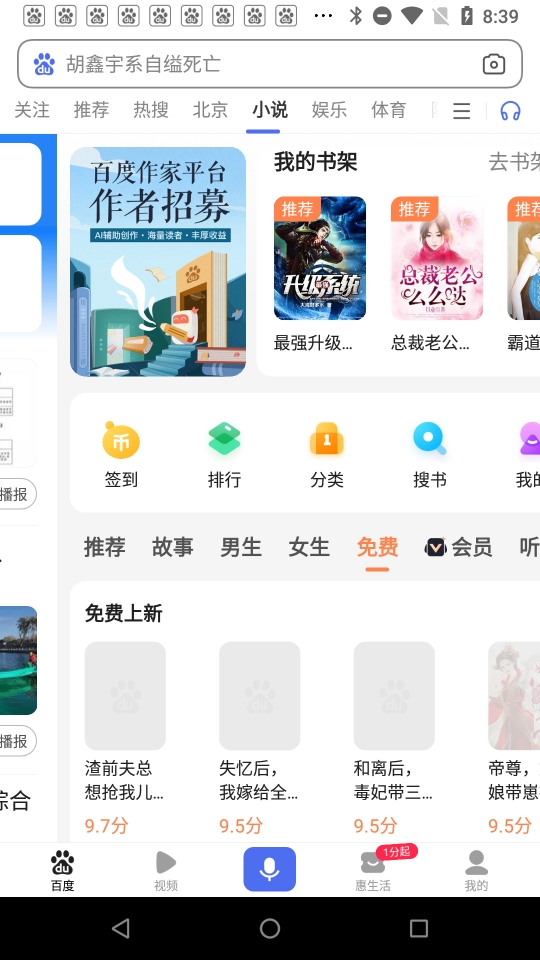 8:39
胡鑫宇系自缢死亡
关注 推荐 热搜 北京 小说 娱乐 体育
百度作家平台
作者招募
AI辅助创作·海量读者·丰厚收益
我的书架
去书架
推荐 推荐 推荐
最强
升级系统
大海好多水 著
总裁老公
么么哒
最强升级... 总裁老公... 霸道
签到 排行 分类 搜书 我的
播报
推荐 故事 男生 女生 免费 会员 听
免费上新
渣前夫总 失忆后， 和离后， 帝尊，
想抢我儿... 我嫁给全... 毒妃带三... 娘带崽
9.7分 9.5分 9.5分 9.5分
播报
综合
1分起
百度 视频 惠生活 我的